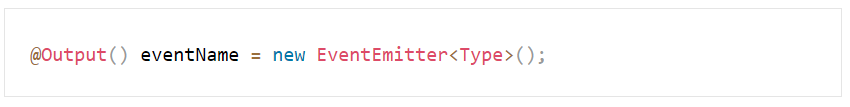 @Output() eventName = new EventEmitter<Type>();